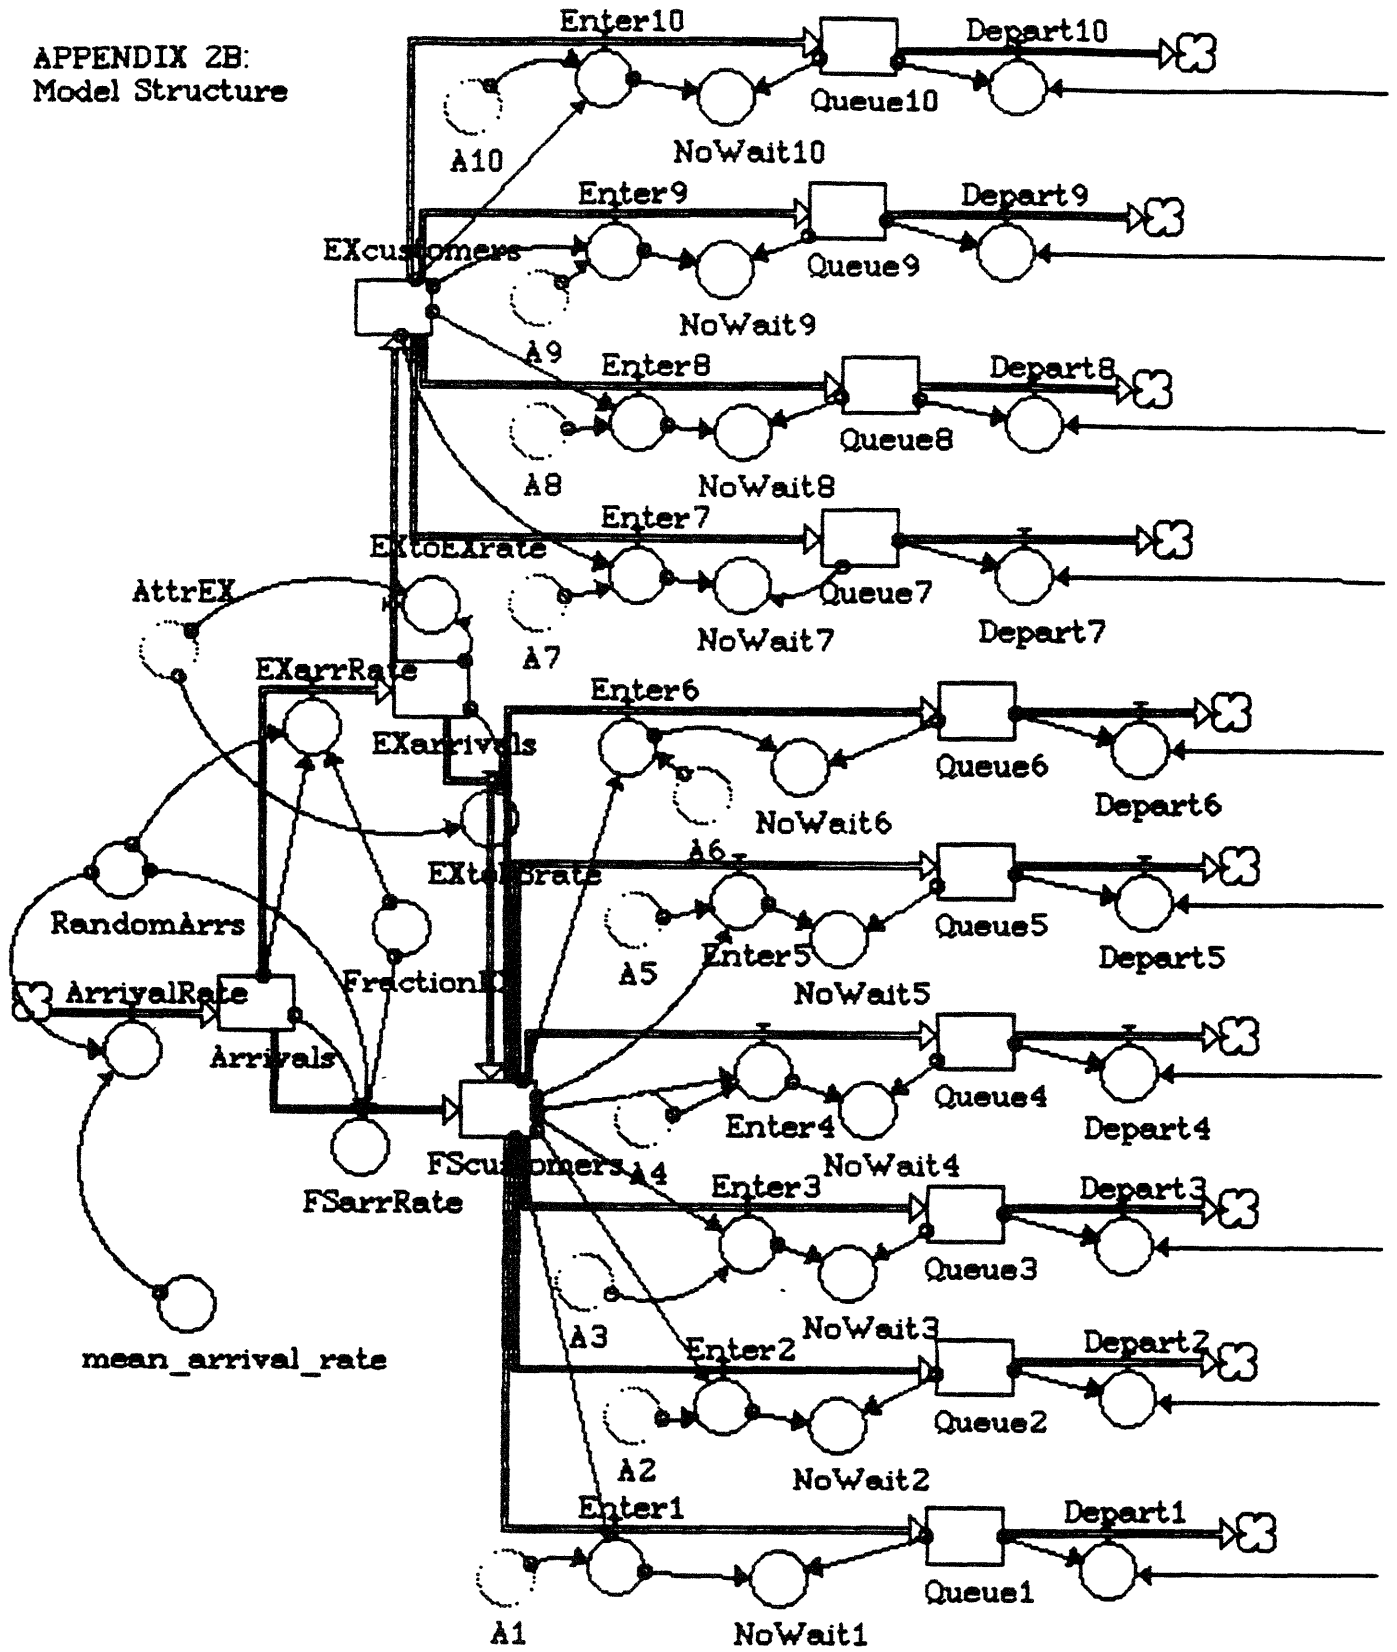 APPENDIX 2B:
Model Structure
Enter10
Depart10
Queue10
A10
NoWait10
Enter9
Depart9
EXcustomers
Queue9
NoWait9
A9
Enter8
Depart8
Queue8
A8
NoWait8
Enter7
EXtoEXrate
AttrEX
Queue7
Depart7
NoWait7
A7
EXarrRate
Enter6
EXarrivals
Queue6
Depart6
NoWait6
A6
RandomArrs
Queue5
Enter5
Depart5
A5
NoWait5
ArrivalRate
Arrivals
Queue4
Enter4
Depart4
FScustomers
A4
NoWait4
Enter3
Depart3
FSarrRate
Queue3
A3
NoWait3
Enter2
Depart2
mean_arrival_rate
Queue2
A2
NoWait2
Enter1
Depart1
Queue1
A1
NoWait1